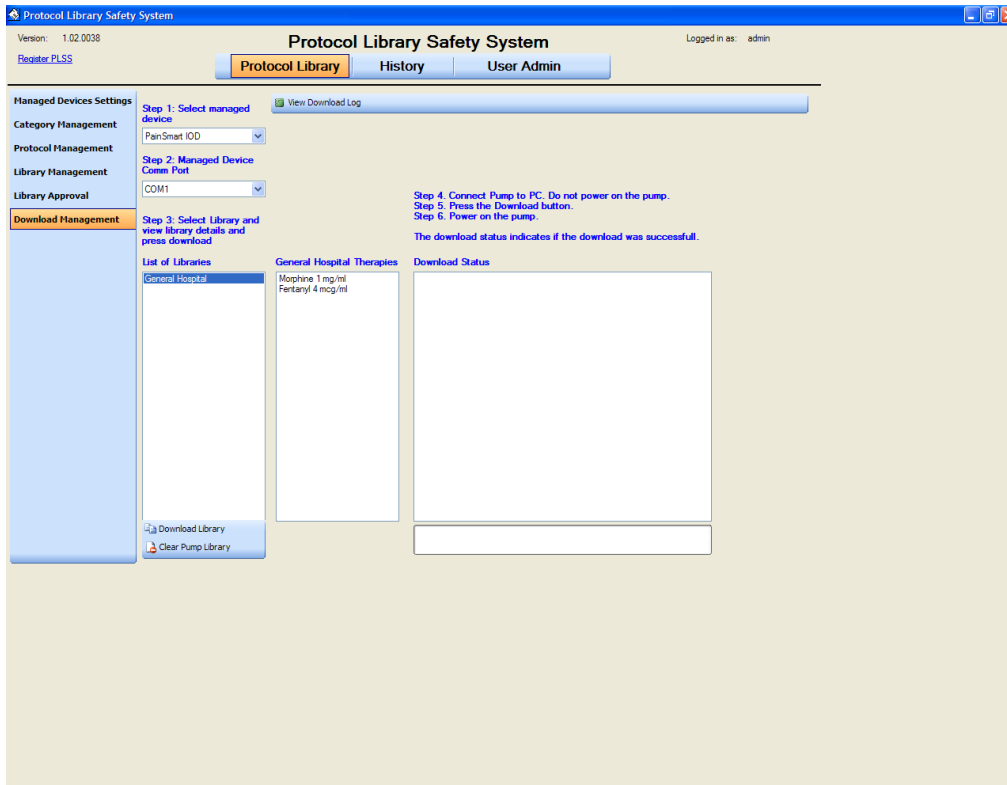 Protocol Library Safety System
Version: 1.02.0038
Protocol Library Safety System
Logged in as: admin
Register PLSS
Protocol Library
History
User Admin
Managed Devices Settings
Category Management
Protocol Management
Library Management
Library Approval
Download Management
View Download Log
Step 1: Select managed
device
PainSmart IOD
Step 2: Managed Device
Comm Port
COM1
Step 3: Select Library and
view library details and
press download
Step 4. Connect Pump to PC. Do not power on the pump.
Step 5. Press the Download button.
Step 6. Power on the pump.
The download status indicates if the download was successfull.
List of Libraries
General Hospital
General Hospital Therapies
Morphine 1 mg/ml
Fentanyl 4 mcg/ml
Download Status
Download Library
Clear Pump Library